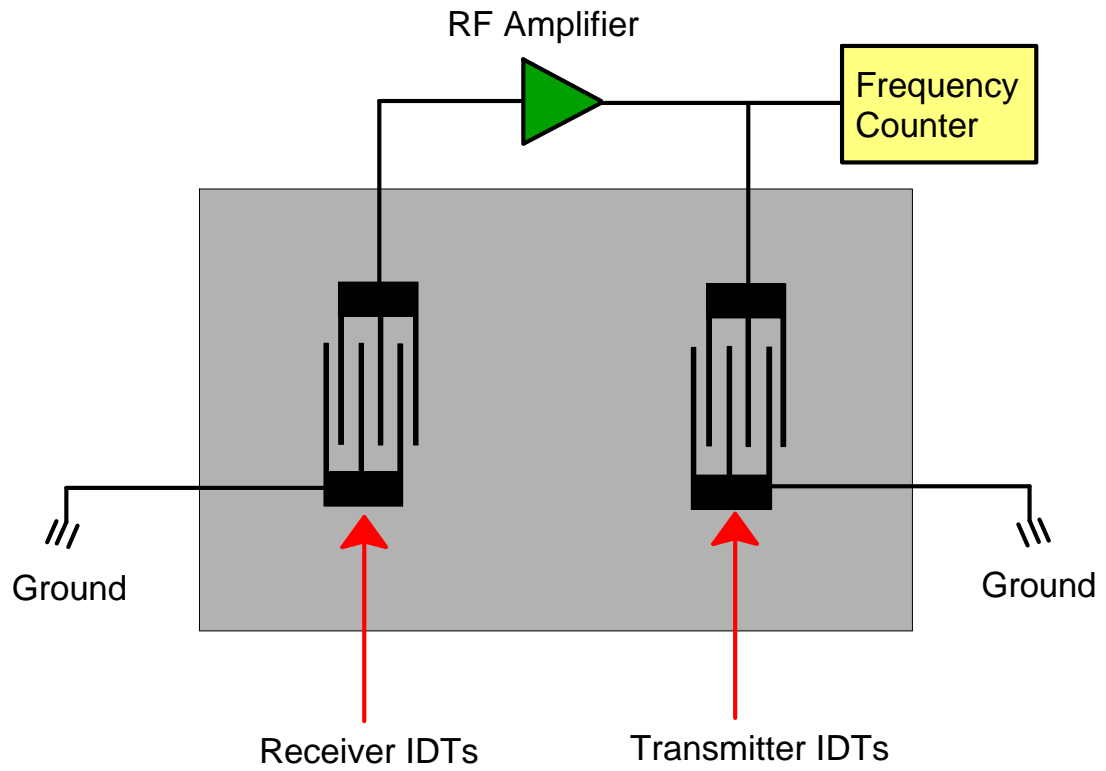 RF Amplifier
Frequency
Counter
Ground
Ground
Receiver IDTs
Transmitter IDTs